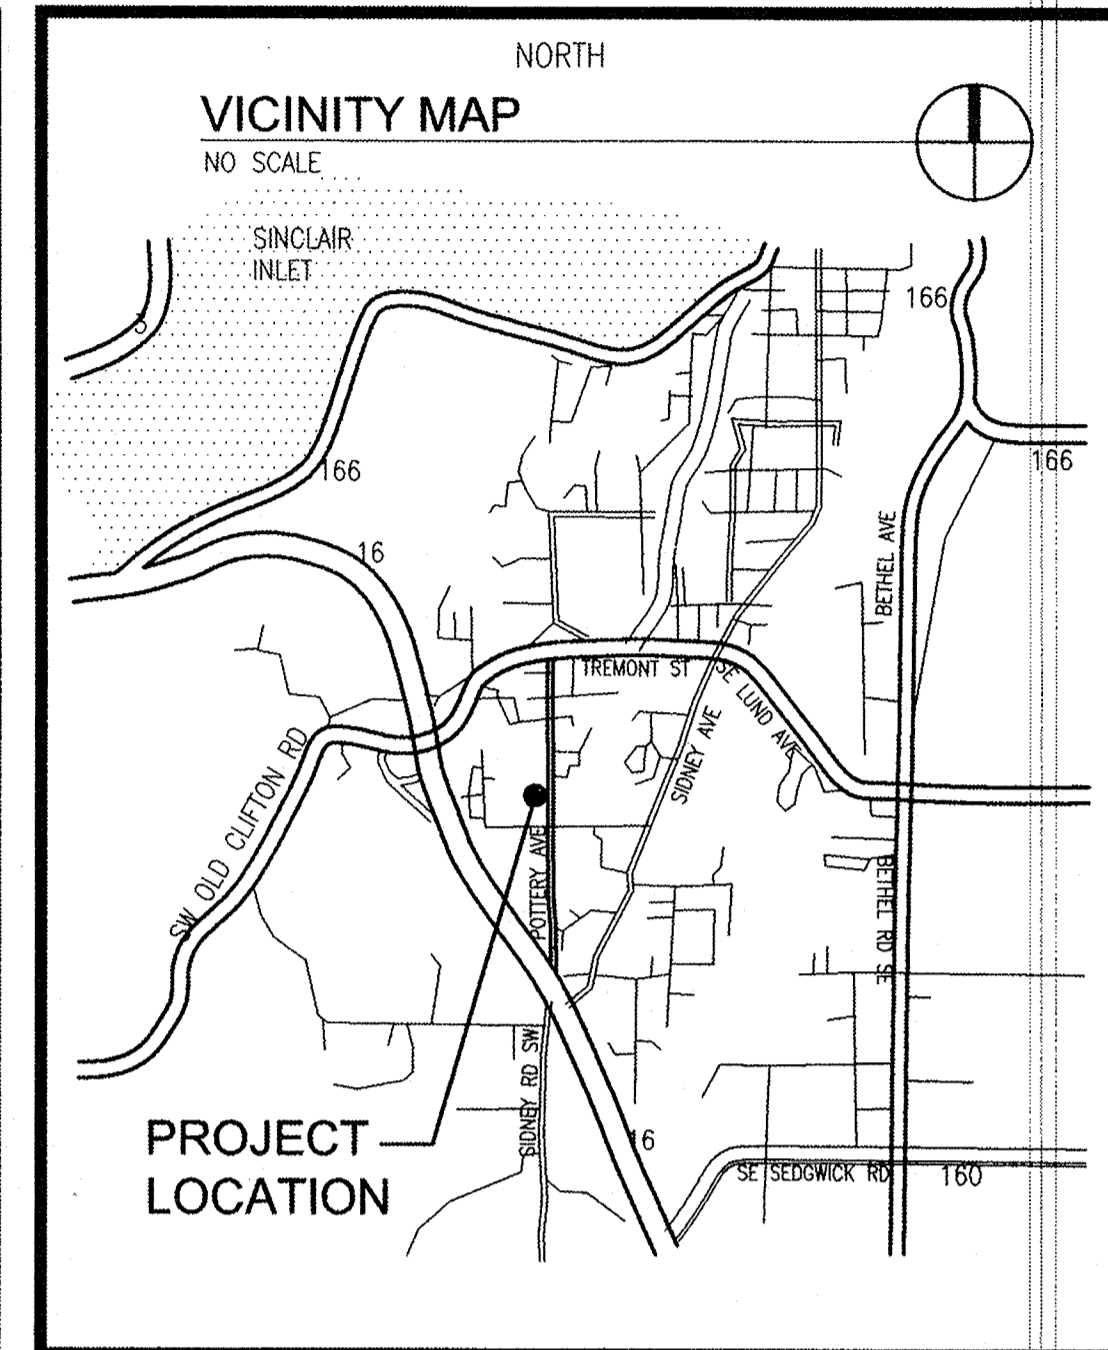 NORTH
VICINITY MAP
NO SCALE
SINCLAIR
INLET
3
166
166
166
16
BETHEL AVE
TREMONT ST
SE LUND AVE
SIDNEY AVE
SW OLD CLIFTON RD
POTTERY AVE
BETHEL RD SE
SIDNEY RD SW
PROJECT
LOCATION
16
SE SEDGWICK RD
160